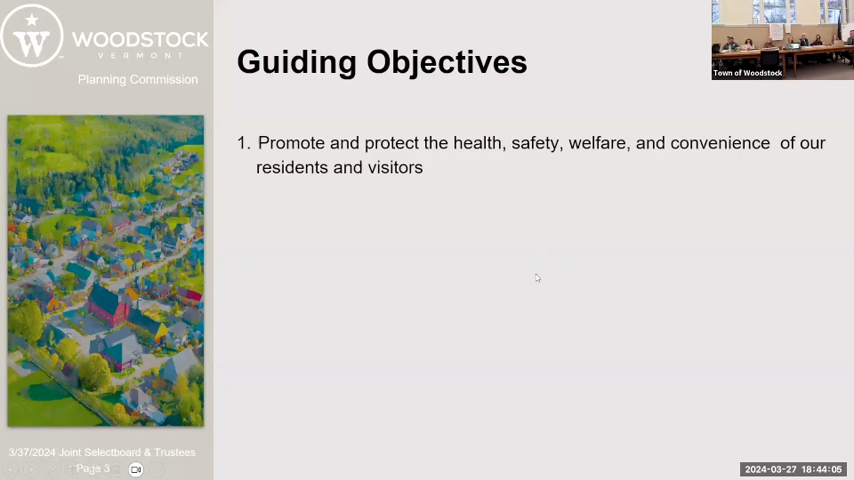 W
WOODSTOCK
VERMONT
Planning Commission
Guiding Objectives
Town of Woodstock
1. Promote and protect the health, safety, welfare, and convenience of our
residents and visitors
3/37/2024 Joint Selectboard & Trustees
Page 3
2024-03-27 18:44:05